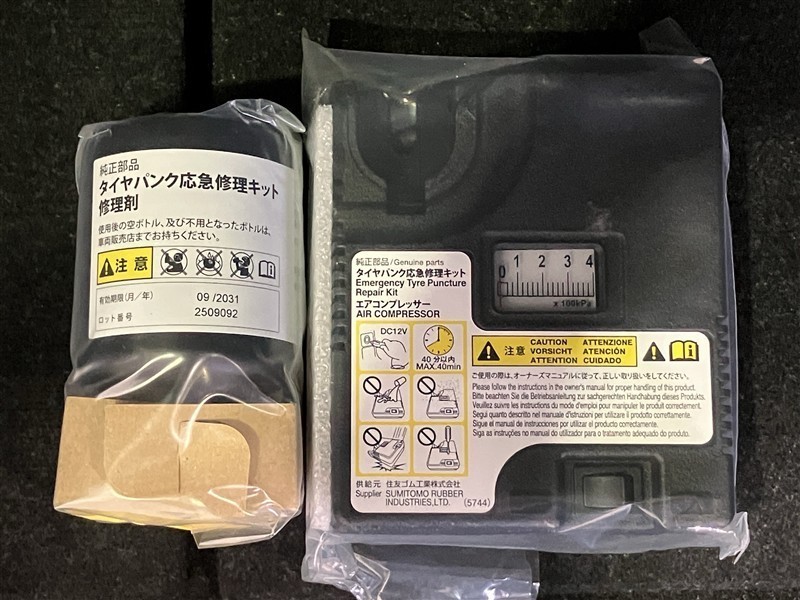 純正部品
タイヤパンク応急修理キット
修理剤
使用後の空ボトル、及び不用となったボトルは、
車両販売店までお持ちください。
注意
有効期限(月/年) 09/2031
ロット番号 2509092
0 1 2 3 4
x 100kPa
純正部品/Genuine parts
タイヤパンク応急修理キット
Emergency Tyre Puncture
Repair Kit
エアコンプレッサー
AIR COMPRESSOR
DC12V
40分以内
MAX.40min
注意
CAUTION ATTENZIONE
VORSICHT ATENCIÓN
ATTENTION CUIDADO
ご使用の際は、オーナーズマニュアルに従って、正しい取り扱いをしてください。
Please follow the instructions in the owner's manual for proper handling of this product.
Bitte beachten Sie die Betriebsanleitung zur sachgerechten Handhabung dieses Produkts.
Veuillez suivre les instructions du mode d'emploi pour manipuler le produit correctement.
Segui quanto descritto nel manuale d'istruzioni per utilizzare il prodotto correttamente.
Sigue el manual de instrucciones por utilizar el producto correctamente.
Siga as instruções no manual do utilizador para o tratamento adequado do produto.
供給元 住友ゴム工業株式会社
Supplier SUMITOMO RUBBER
INDUSTRIES,LTD. (5744)